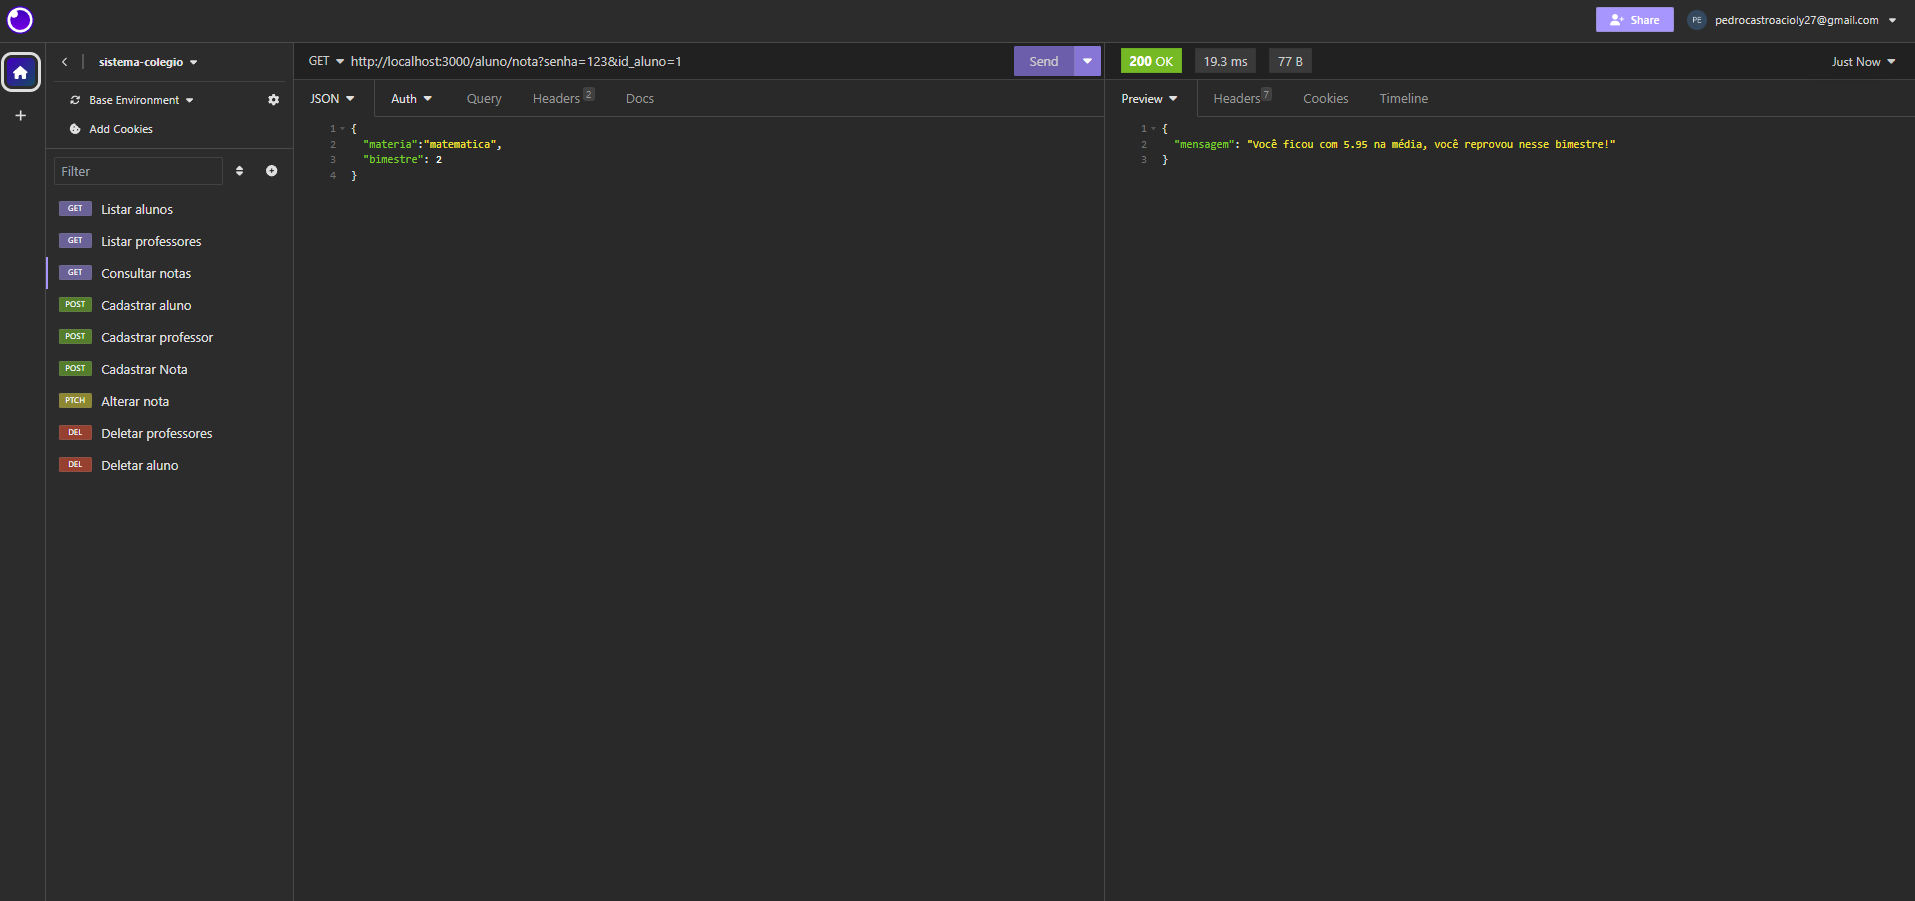 Share
PE
pedrocastroacioly27@gmail.com
sistema-colegio
Base Environment
Add Cookies
Filter
GET Listar alunos
GET Listar professores
GET Consultar notas
POST Cadastrar aluno
POST Cadastrar professor
POST Cadastrar Nota
PTCH Alterar nota
DEL Deletar professores
DEL Deletar aluno
GET http://localhost:3000/aluno/nota?senha=123&id_aluno=1
Send
JSON Auth Query Headers 2 Docs
1 {
2 "materia":"matematica",
3 "bimestre": 2
4 }
200 OK 19.3 ms 77 B Just Now
Preview Headers 7 Cookies Timeline
1 {
2 "mensagem": "Você ficou com 5.95 na média, você reprovou nesse bimestre!"
3 }